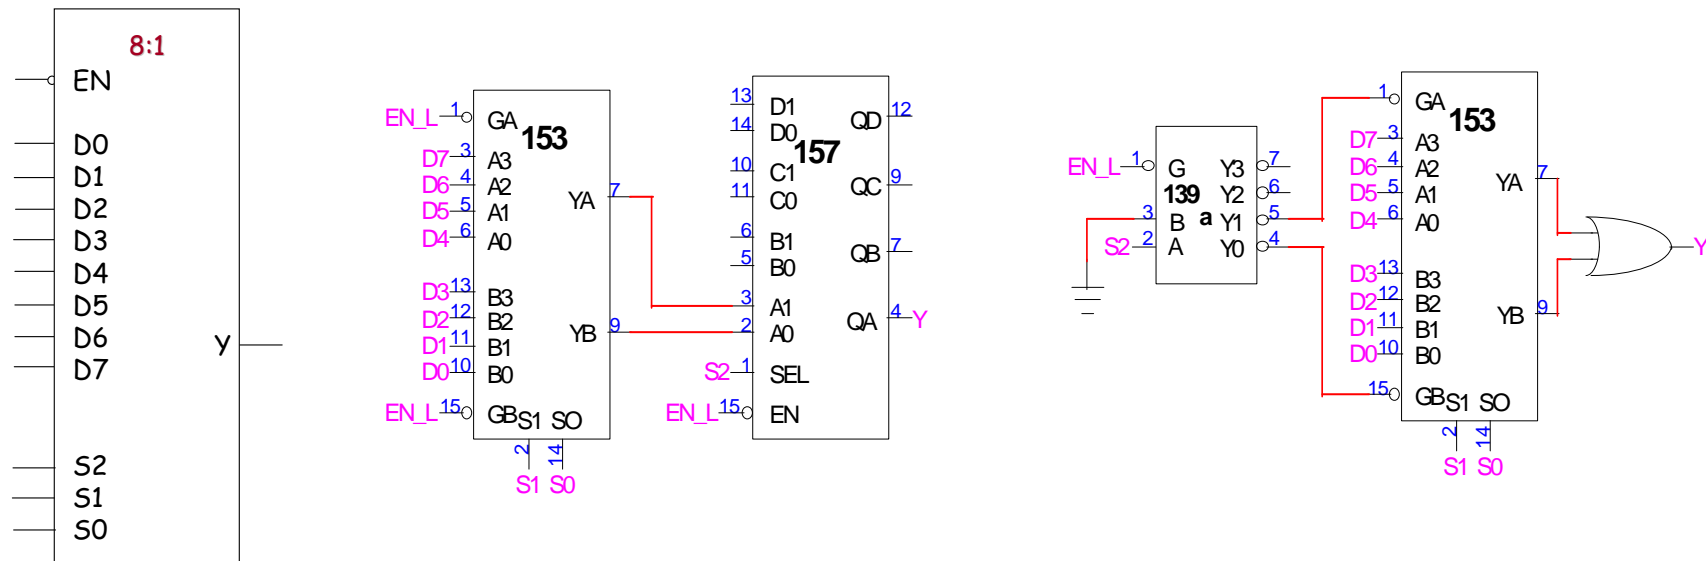 8:1
EN
D0
D1
D2
D3
D4
D5
D6
D7
Y
S2
S1
S0
EN_L 1 GA 153
D7 3 A3
D6 4 A2
YA 7
D5 5 A1
D4 6 A0
D3 13 B3
D2 12 B2
YB 9
D1 11 B1
D0 10 B0
EN_L 15 GB S1 SO
2 14
S1 S0
13 D1
QD 12
14 D0
157
10 C1
QC 9
11 C0
6 B1
QB 7
5 B0
3 A1
QA 4 Y
2 A0
S2 1 SEL
EN_L 15 EN
EN_L 1 G Y3 7
139 Y2 6
3 B a Y1 5
S2 2 A Y0 4
1 GA 153
D7 3 A3
D6 4 A2
YA 7
D5 5 A1
D4 6 A0
Y
D3 13 B3
D2 12 B2
YB 9
D1 11 B1
D0 10 B0
15 GB S1 SO
2 14
S1 S0